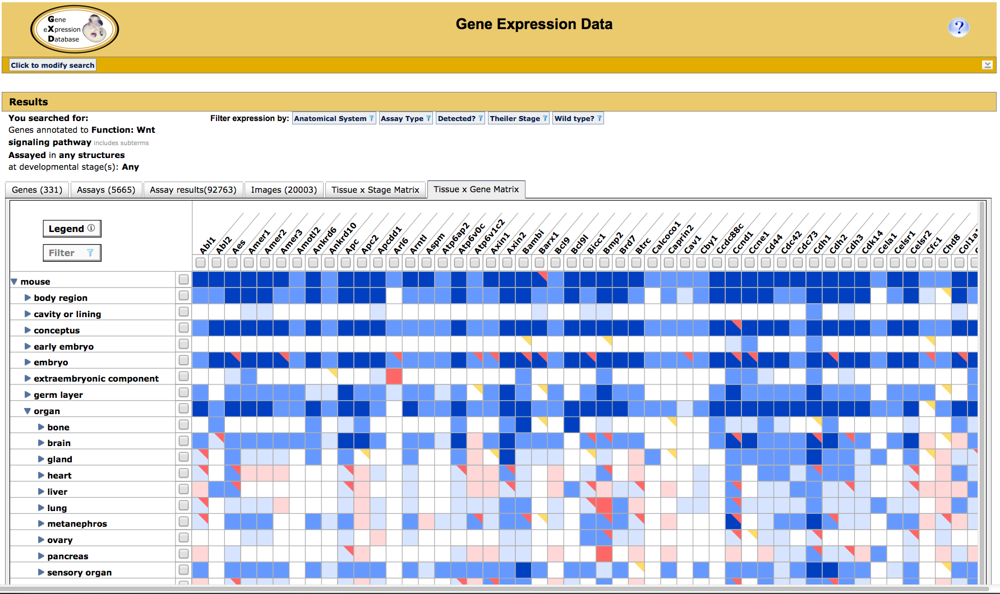 Gene
eXpression
Database
Gene Expression Data
?
Click to modify search
Results
You searched for:
Genes annotated to Function: Wnt
signaling pathway includes subterms
Assayed in any structures
at developmental stage(s): Any
Filter expression by: Anatomical System Assay Type Detected? Theiler Stage Wild type?
Genes (331) Assays (5665) Assay results(92763) Images (20003) Tissue x Stage Matrix Tissue x Gene Matrix
Legend
Filter
Abl1 Abl2 Aes Amer1 Amer2 Amer3 Amotl2 Ankrd6 Ankrd10 Apc Apc2 Apcdd1 Arl6 Arntl Aspm Atp6ap2 Atp6v0c Atp6v1c2 Axin1 Axin2 Bambi Barx1 Bcl9 Bcl9l Bicc1 Bmp2 Brd7 Btrc Calcoco1 Caprin2 Cav1 Cby1 Ccdc88c Ccnd1 Ccne1 Cd44 Cdc42 Cdc73 Cdh1 Cdh2 Cdh3 Cdk14 Cela1 Celsr1 Celsr2 Cfc1 Chd8
mouse
body region
cavity or lining
conceptus
early embryo
embryo
extraembryonic component
germ layer
organ
bone
brain
gland
heart
liver
lung
metanephros
ovary
pancreas
sensory organ